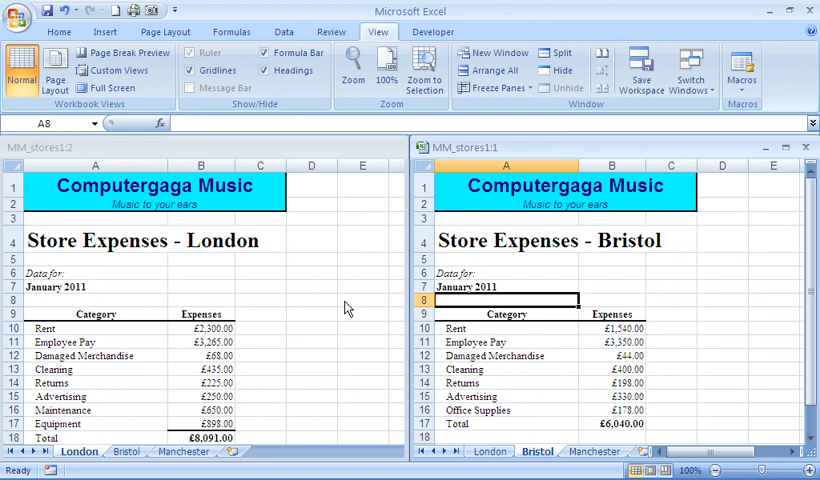 Microsoft Excel
Home Insert Page Layout Formulas Data Review View Developer
Normal
Page Layout
Page Break Preview
Custom Views
Full Screen
Workbook Views
Ruler
Gridlines
Message Bar
Formula Bar
Headings
Show/Hide
Zoom
100%
Zoom to Selection
Zoom
New Window
Arrange All
Freeze Panes
Split
Hide
Unhide
Save Workspace
Switch Windows
Window
Macros
Macros
A8 fx
MM_stores1:2
A B C D E
1 Computergaga Music
2 Music to your ears
3
4 Store Expenses - London
5
6 Data for:
7 January 2011
8
9 Category Expenses
10 Rent £2,300.00
11 Employee Pay £3,265.00
12 Damaged Merchandise £68.00
13 Cleaning £435.00
14 Returns £225.00
15 Advertising £250.00
16 Maintenance £650.00
17 Equipment £898.00
18 Total £8,091.00
London Bristol Manchester
MM_stores1:1
A B C D E
1 Computergaga Music
2 Music to your ears
3
4 Store Expenses - Bristol
5
6 Data for:
7 January 2011
8
9 Category Expenses
10 Rent £1,540.00
11 Employee Pay £3,350.00
12 Damaged Merchandise £44.00
13 Cleaning £400.00
14 Returns £198.00
15 Advertising £330.00
16 Office Supplies £178.00
17 Total £6,040.00
18
London Bristol Manchester
Ready 100%